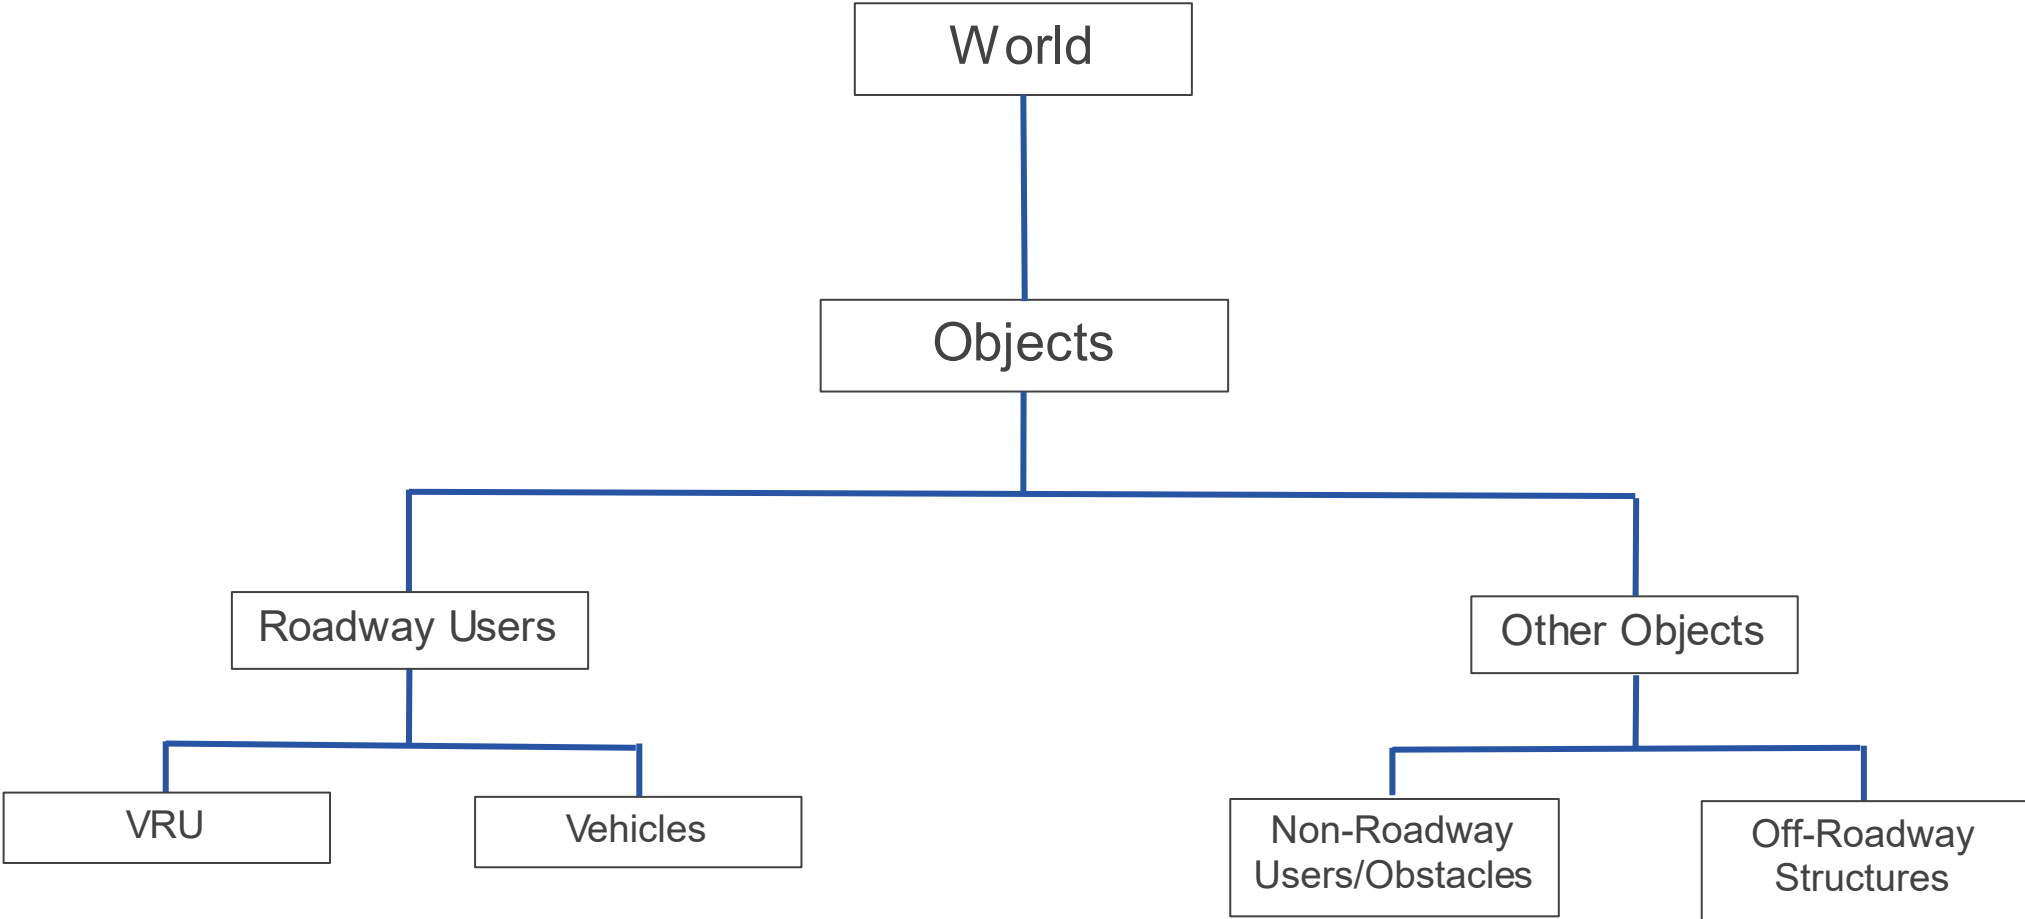 World
Objects
Roadway Users
Other Objects
VRU
Vehicles
Non-Roadway
Users/Obstacles
Off-Roadway
Structures